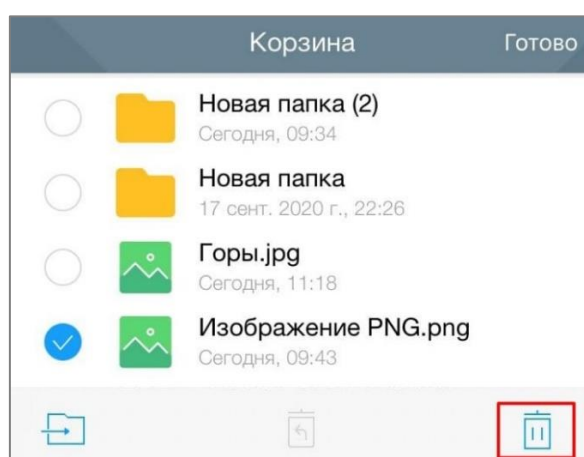 Корзина
Готово
Новая папка (2)
Сегодня, 09:34
Новая папка
17 сент. 2020 г., 22:26
Горы.jpg
Сегодня, 11:18
Изображение PNG.png
Сегодня, 09:43